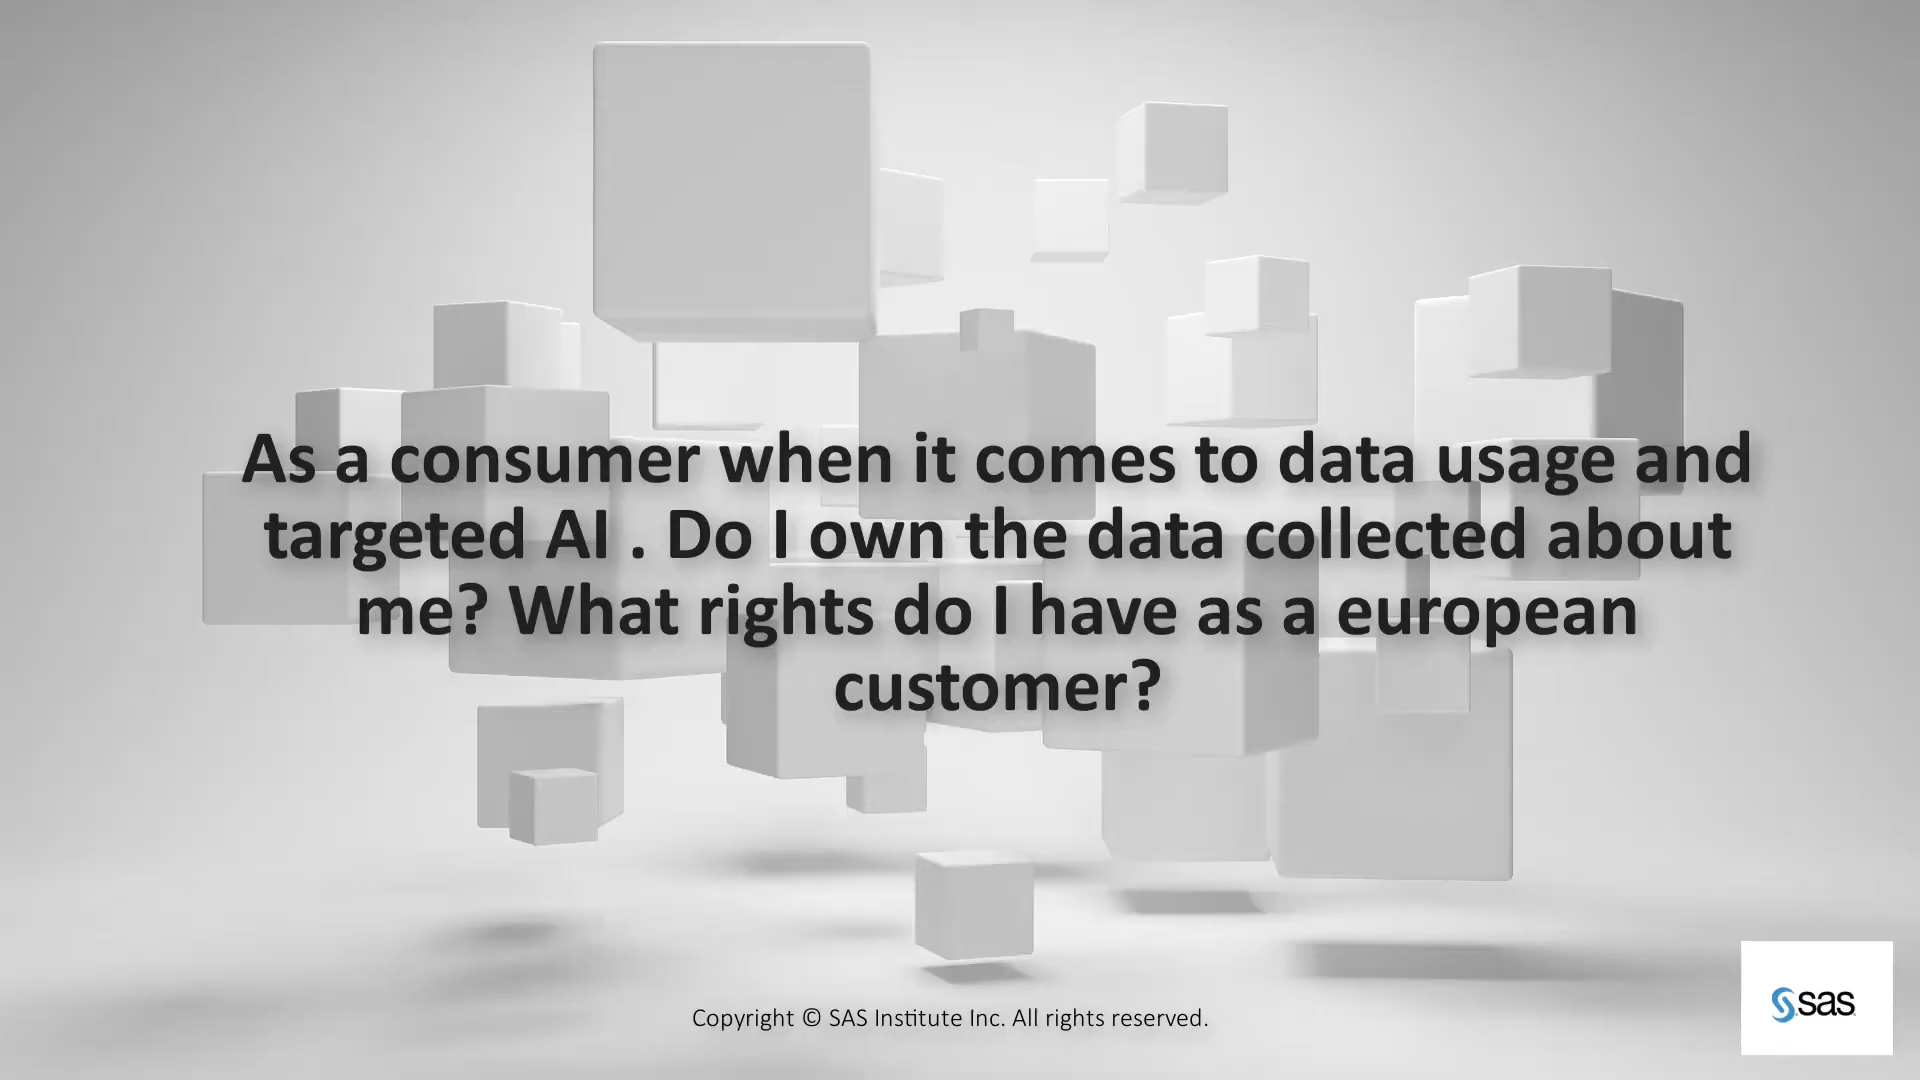 As a consumer when it comes to data usage and
targeted AI . Do I own the data collected about
me? What rights do I have as a european
customer?
Copyright © SAS Institute Inc. All rights reserved.
sas